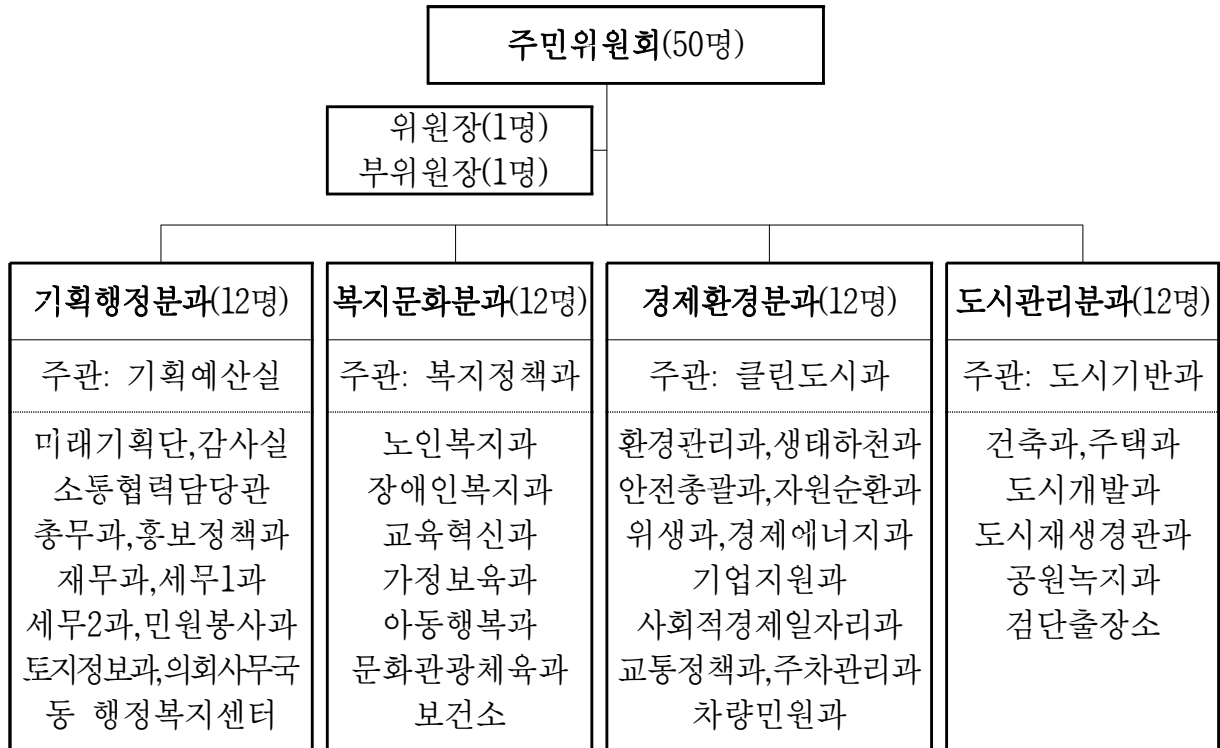 주민위원회(50명)
위원장(1명)
부위원장(1명)
기획행정분과(12명)
주관: 기획예산실
미래기획단,감사실
소통협력담당관
총무과,홍보정책과
재무과,세무1과
세무2과,민원봉사과
토지정보과,의회사무국
동 행정복지센터
복지문화분과(12명)
주관: 복지정책과
노인복지과
장애인복지과
교육혁신과
가정보육과
아동행복과
문화관광체육과
보건소
경제환경분과(12명)
주관: 클린도시과
환경관리과,생태하천과
안전총괄과,자원순환과
위생과,경제에너지과
기업지원과
사회적경제일자리과
교통정책과,주차관리과
차량민원과
도시관리분과(12명)
주관: 도시기반과
건축과,주택과
도시개발과
도시재생경관과
공원녹지과
검단출장소